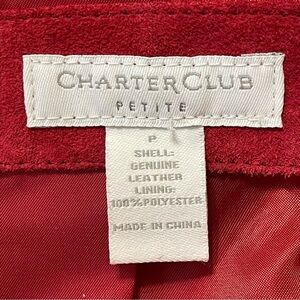 CHARTER CLUB
PETITE
P
SHELL:
GENUINE
LEATHER
LINING:
100% POLYESTER
MADE IN CHINA